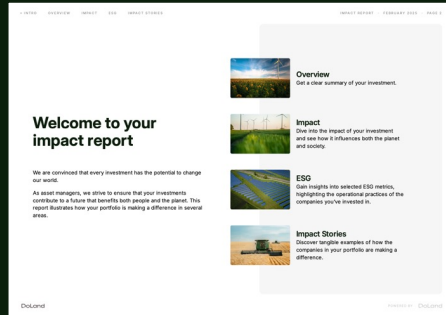 < INTRO OVERVIEW IMPACT ESG IMPACT STORIES
IMPACT REPORT - FEBRUARY 2023 PAGE 2
Welcome to your
impact report
We are convinced that every investment has the potential to change
our world.
As asset managers, we strive to ensure that your investments
contribute to a future that benefits both people and the planet. This
report illustrates how your portfolio is making a difference in several
areas.
Overview
Get a clear summary of your investment.
Impact
Dive into the impact of your investment
and see how it influences both the planet
and society.
ESG
Gain insights into selected ESG metrics,
highlighting the operational practices of the
companies you've invested in.
Impact Stories
Discover tangible examples of how the
companies in your portfolio are making a
difference.
DoLand
POWERED BY DoLand